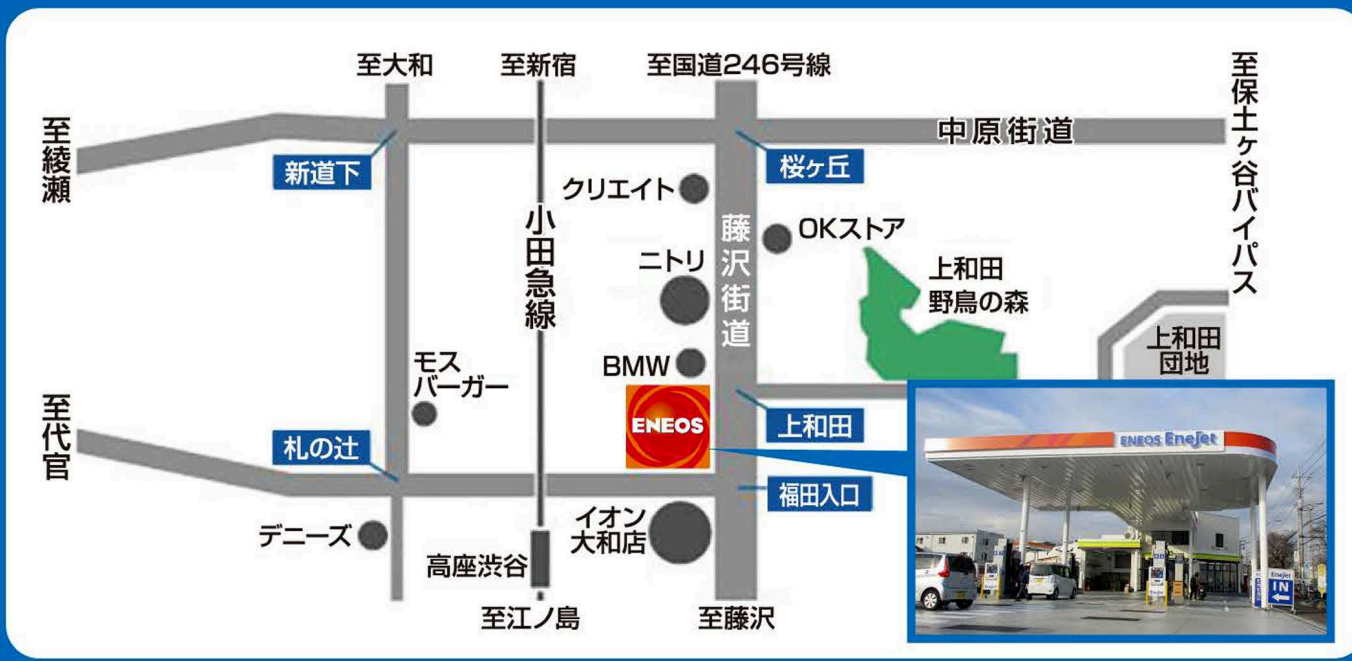 至大和
至新宿
至国道246号線
至保土ヶ谷バイパス
至綾瀬
中原街道
新道下
桜ヶ丘
クリエイト
小田急線
藤沢街道
OKストア
ニトリ
上和田
野鳥の森
上和田
団地
モス
バーガー
BMW
至代官
ENEOS
上和田
札の辻
福田入口
ENEOS EneJet
デニーズ
イオン
大和店
高座渋谷
EneJet
IN
至江ノ島
至藤沢